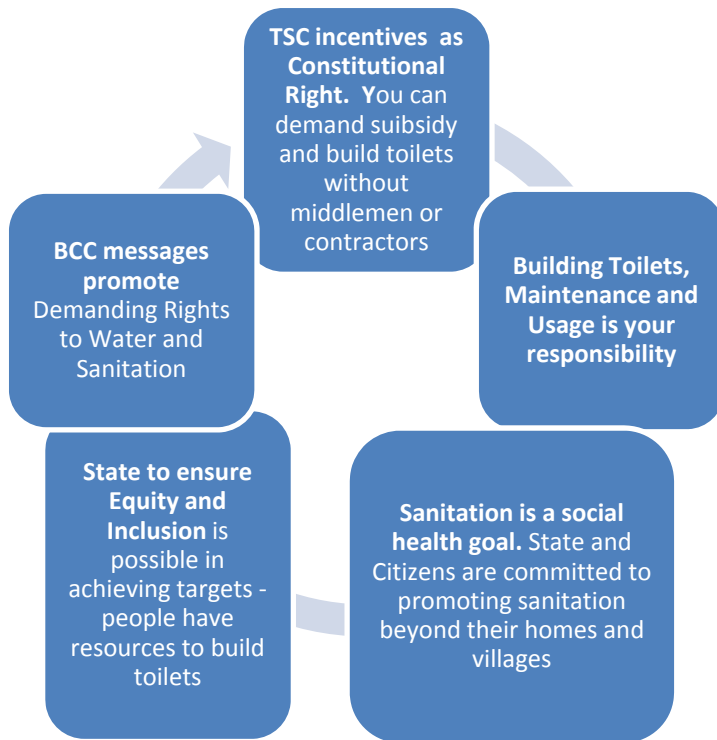 TSC incentives as
Constitutional
Right. You can
demand suibsidy
and build toilets
without
middlemen or
contractors
Building Toilets,
Maintenance and
Usage is your
responsibility
Sanitation is a social
health goal. State and
Citizens are committed to
promoting sanitation
beyond their homes and
villages
State to ensure
Equity and
Inclusion is
possible in
achieving targets -
people have
resources to build
toilets
BCC messages
promote
Demanding Rights
to Water and
Sanitation